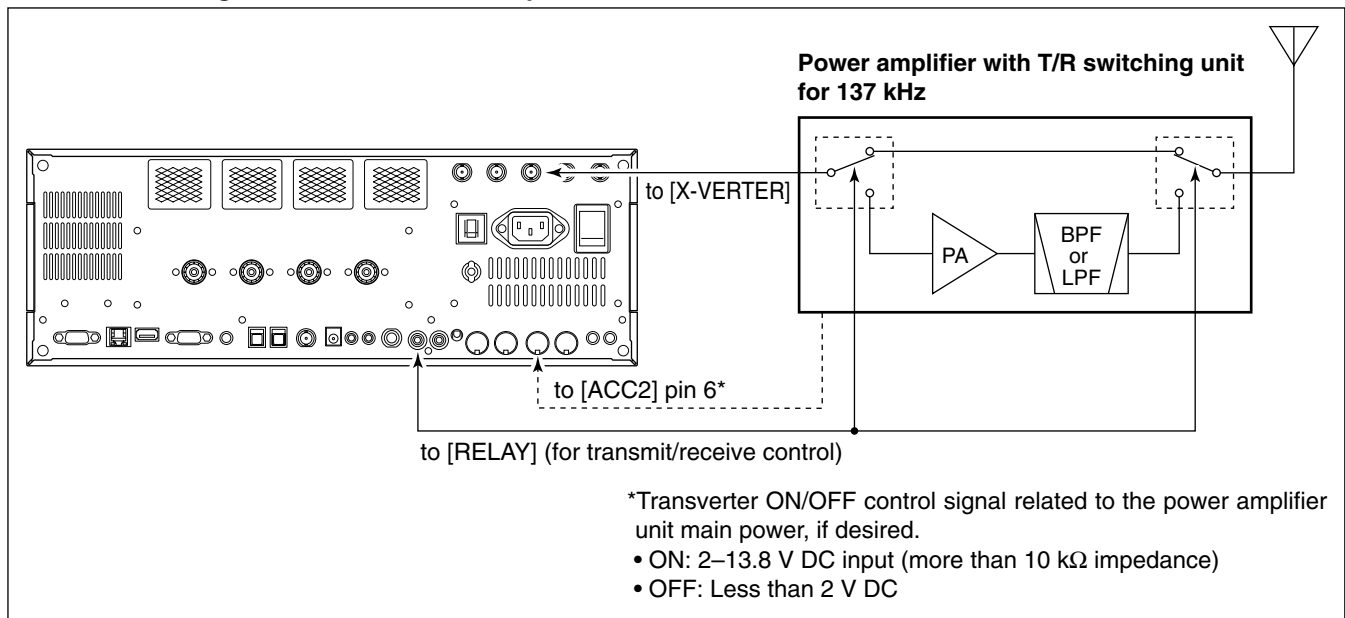 Power amplifier with T/R switching unit
for 137 kHz
to [X-VERTER]
PA
BPF
or
LPF
to [ACC2] pin 6*
to [RELAY] (for transmit/receive control)
*Transverter ON/OFF control signal related to the power amplifier
unit main power, if desired.
• ON: 2–13.8 V DC input (more than 10 kΩ impedance)
• OFF: Less than 2 V DC